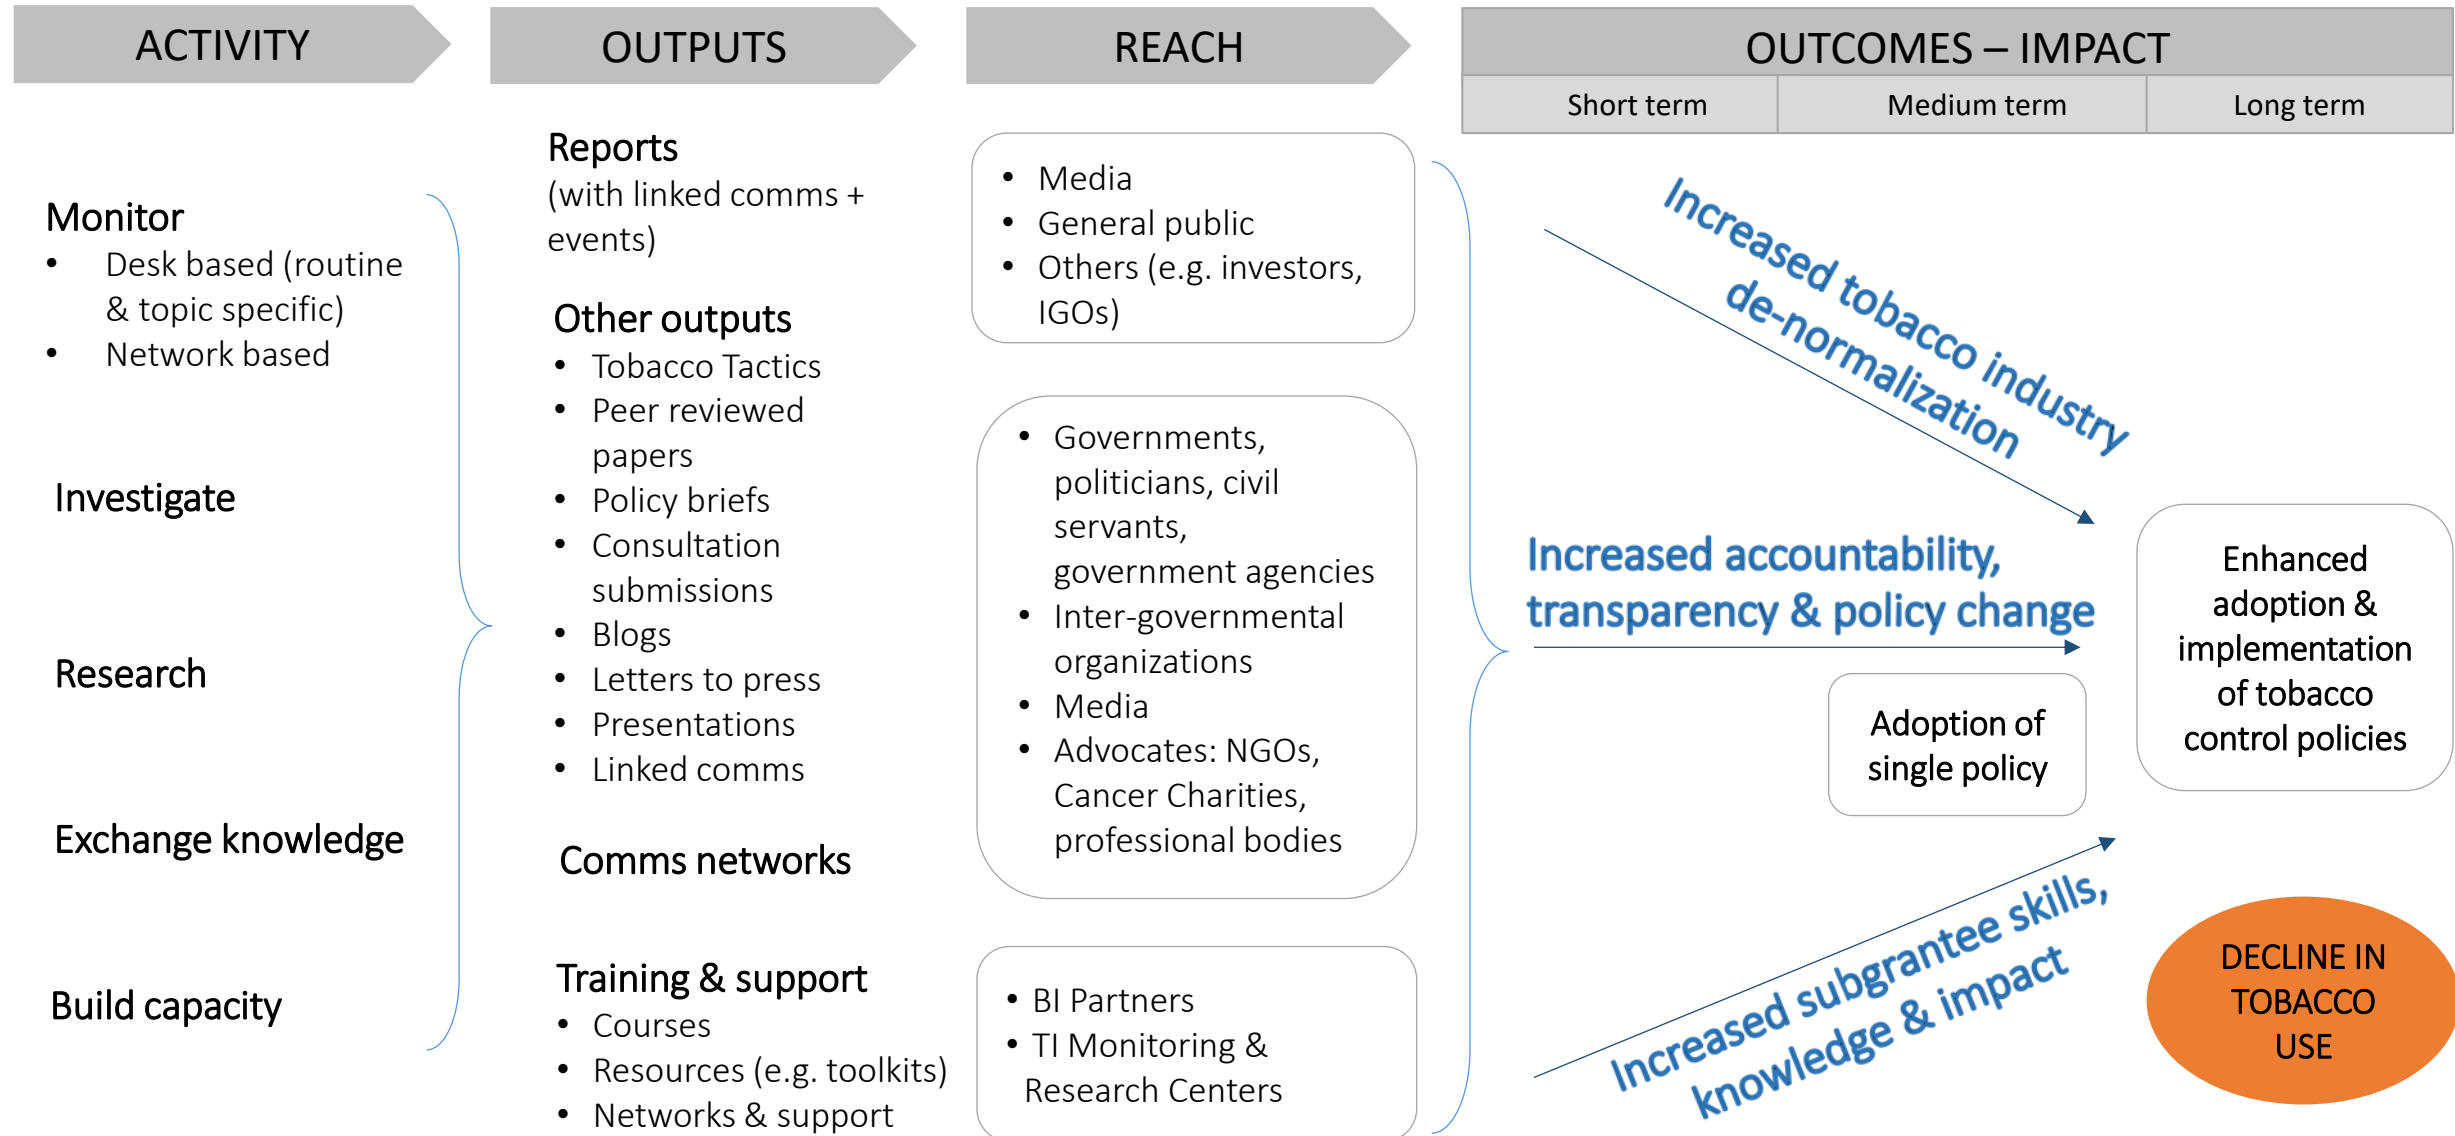 ACTIVITY
OUTPUTS
REACH
OUTCOMES – IMPACT
Short term
Medium term
Long term
Monitor
• Desk based (routine
& topic specific)
• Network based
Investigate
Research
Exchange knowledge
Build capacity
Reports
(with linked comms +
events)
Other outputs
• Tobacco Tactics
• Peer reviewed
papers
• Policy briefs
• Consultation
submissions
• Blogs
• Letters to press
• Presentations
• Linked comms
Comms networks
Training & support
• Courses
• Resources (e.g. toolkits)
• Networks & support
• Media
• General public
• Others (e.g. investors,
IGOs)
• Governments,
politicians, civil
servants,
government agencies
• Inter-governmental
organizations
• Media
• Advocates: NGOs,
Cancer Charities,
professional bodies
• BI Partners
• TI Monitoring &
Research Centers
Increased tobacco industry
de-normalization
Increased accountability,
transparency & policy change
Adoption of
single policy
Increased subgrantee skills,
knowledge & impact
Enhanced
adoption &
implementation
of tobacco
control policies
DECLINE IN
TOBACCO
USE